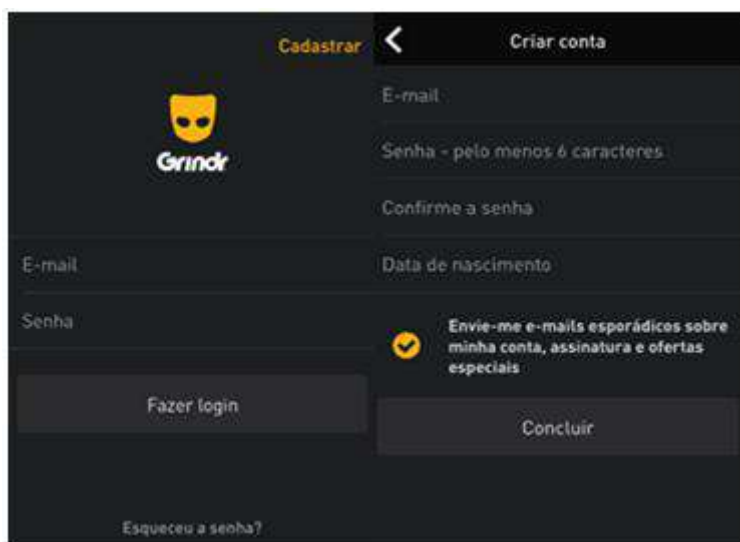 Cadastrar
Grindr
E-mail
Senha
Fazer login
Esqueceu a senha?
Criar conta
E-mail
Senha - pelo menos 6 caracteres
Confirme a senha
Data de nascimento
Envie-me e-mails esporádicos sobre
minha conta, assinatura e ofertas
especiais
Concluir